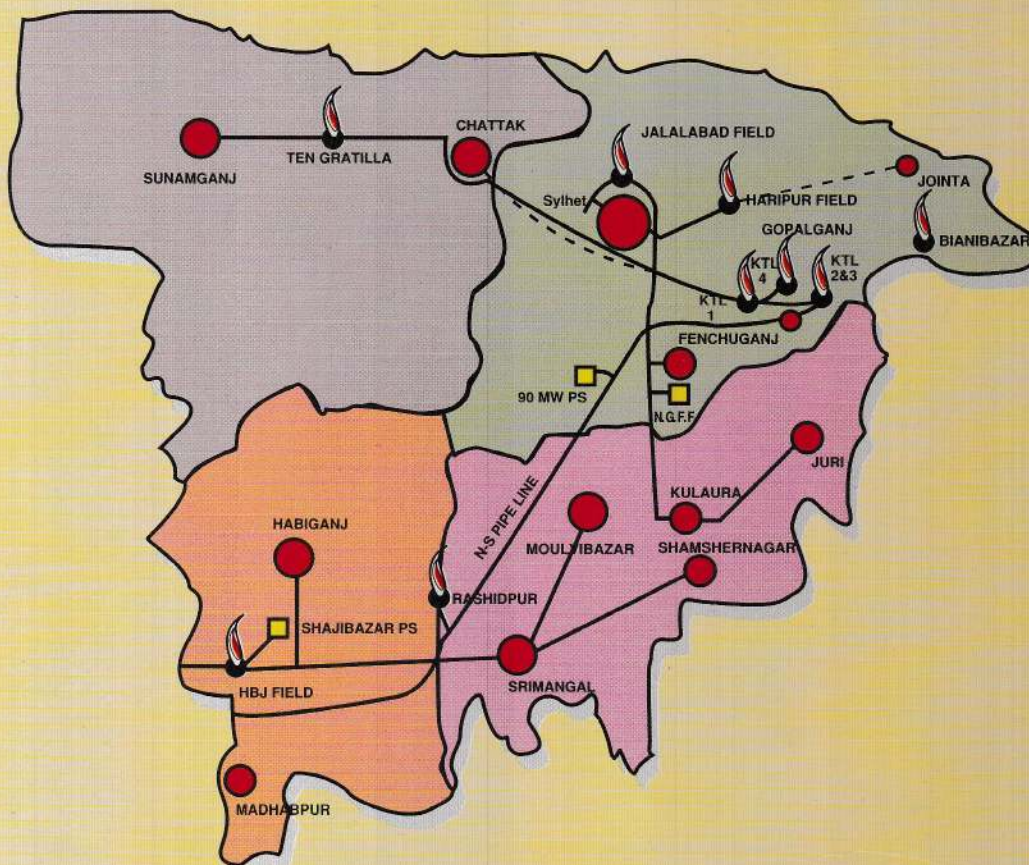 CHATTAK
JALALABAD FIELD
TEN GRATILLA
SUNAMGANJ
JOINTA
Sylhet
HARIPUR FIELD
GOPALGANJ
BIANIBAZAR
KTL
4
KTL
2&3
KTL
1
FENCHUGANJ
90 MW PS
N.G.F.F
JURI
KULAURA
N-S PIPE LINE
HABIGANJ
MOULVIBAZAR
SHAMSHERNAGAR
RASHIDPUR
SHAJIBAZAR PS
SRIMANGAL
HBJ FIELD
MADHABPUR